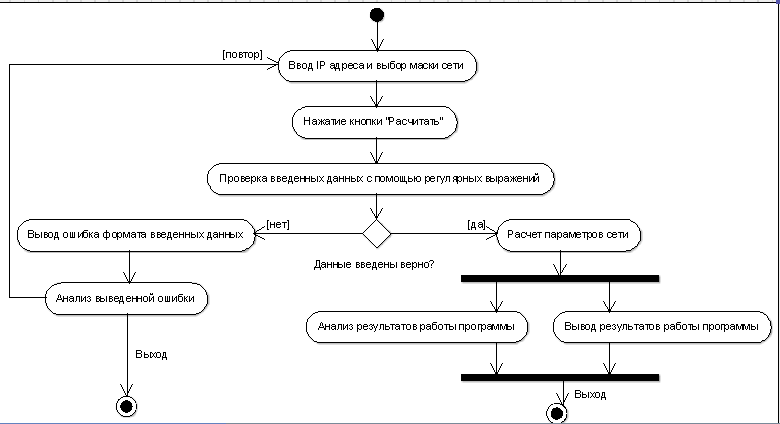 [повтор]
Ввод IP адреса и выбор маски сети
Нажатие кнопки "Расчитать"
Проверка введенных данных с помощью регулярных выражений
[нет]
[да]
Вывод ошибка формата введенных данных
Расчет параметров сети
Данные введены верно?
Анализ выведенной ошибки
Анализ результатов работы программы
Вывод результатов работы программы
Выход
Выход